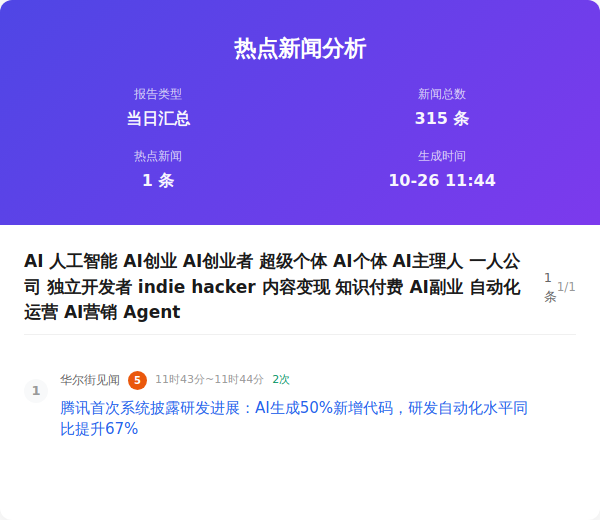 热点新闻分析
报告类型
当日汇总
新闻总数
315 条
热点新闻
1 条
生成时间
10-26 11:44
AI 人工智能 AI创业 AI创业者 超级个体 AI个体 AI主理人 一人公
司 独立开发者 indie hacker 内容变现 知识付费 AI副业 自动化
运营 AI营销 Agent
1
条
1/1
1
华尔街见闻 5 11时43分~11时44分 2次
腾讯首次系统披露研发进展：AI生成50%新增代码，研发自动化水平同
比提升67%